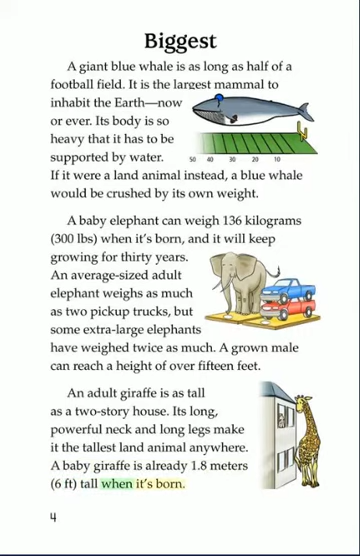 Biggest
A giant blue whale is as long as half of a
football field. It is the largest mammal to
inhabit the Earth—now
or ever. Its body is so
heavy that it has to be
supported by water.
50 40 30 20 10
If it were a land animal instead, a blue whale
would be crushed by its own weight.
A baby elephant can weigh 136 kilograms
(300 lbs) when it's born, and it will keep
growing for thirty years.
An average-sized adult
elephant weighs as much
as two pickup trucks, but
some extra-large elephants
have weighed twice as much. A grown male
can reach a height of over fifteen feet.
An adult giraffe is as tall
as a two-story house. Its long,
powerful neck and long legs make
it the tallest land animal anywhere.
A baby giraffe is already 1.8 meters
(6 ft) tall when it's born.
4